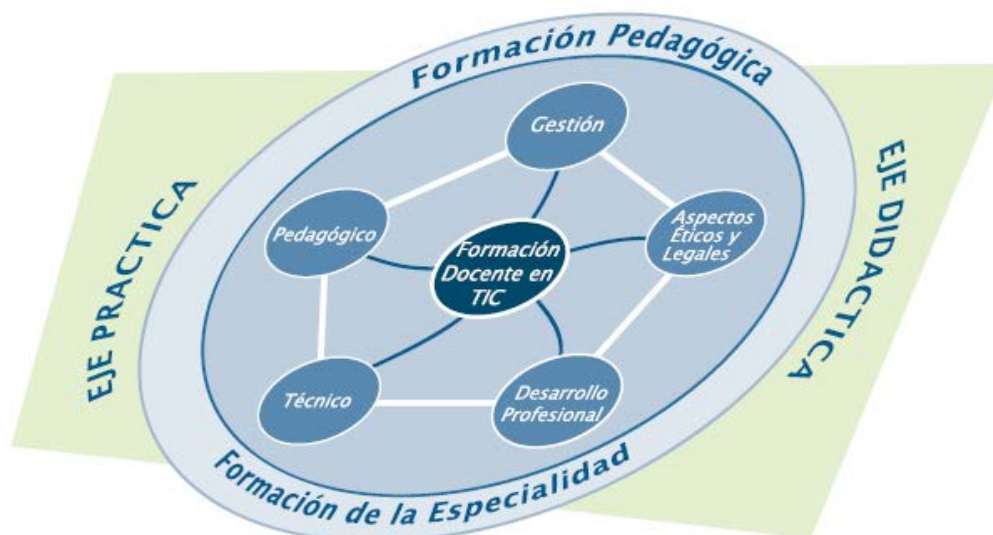 Formación Pedagógica
EJE PRACTICA
EJE DIDACTICA
Gestión
Pedagógico
Aspectos
Éticos y
Legales
Formación
Docente en
TIC
Técnico
Desarrollo
Profesional
Formación de la Especialidad